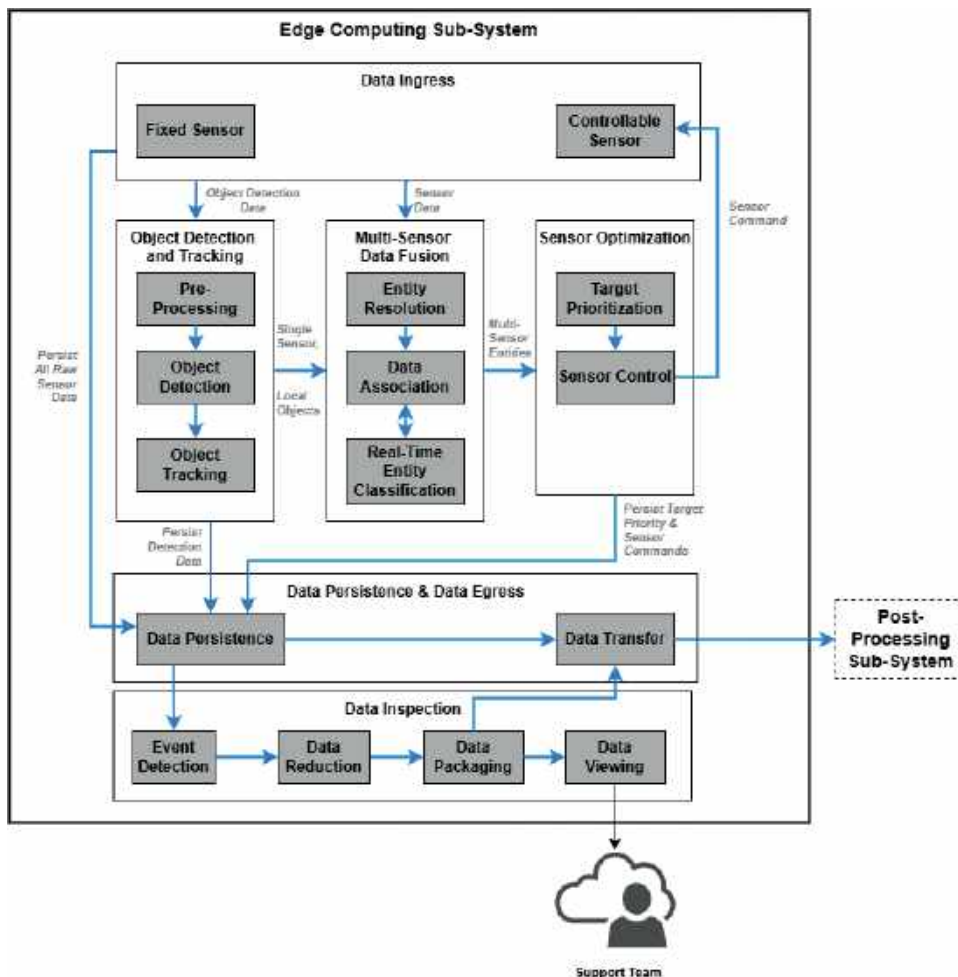 Edge Computing Sub-System
Data Ingress
Fixed Sensor
Controllable
Sensor
Object Detection
Data
Sensor
Data
Sensor
Command
Object Detection
and Tracking
Multi-Sensor
Data Fusion
Sensor Optimization
Pre-
Processing
Entity
Resolution
Target
Prioritization
Single
Sensor,
Local
Objects
Multi-
Sensor
Entities
Persist
All Raw
Sensor
Data
Object
Detection
Data
Association
Sensor Control
Object
Tracking
Real-Time
Entity
Classification
Persist
Detection
Data
Persist Target
Priority &
Sensor
Commands
Data Persistence & Data Egress
Data Persistence
Data Transfer
Post-
Processing
Sub-System
Data Inspection
Event
Detection
Data
Reduction
Data
Packaging
Data
Viewing
Support Team